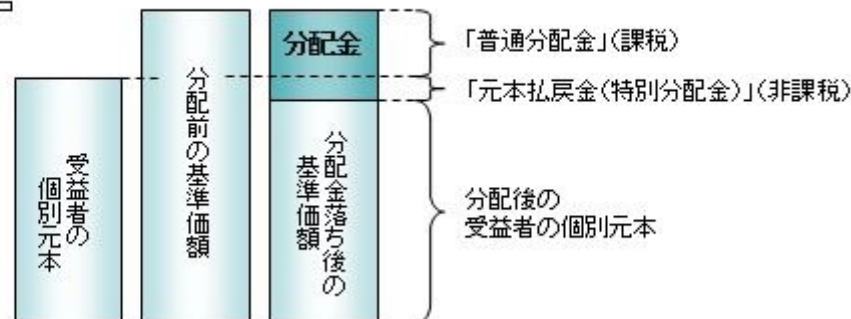 受益者の
個別元本
分配前の基準価額
分配金
分配金落ち後の
基準価額
「普通分配金」(課税)
「元本払戻金(特別分配金)」(非課税)
分配後の
受益者の個別元本